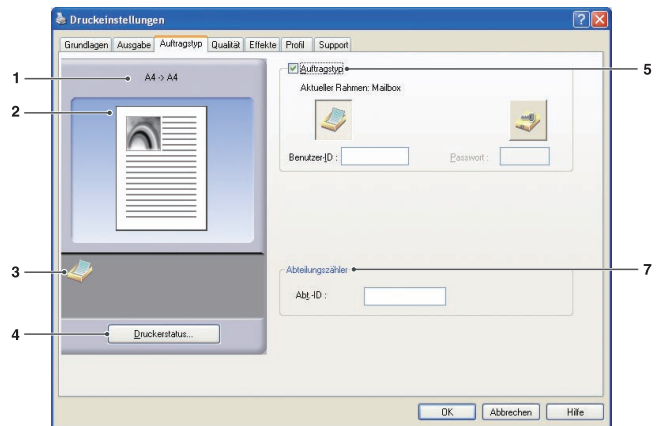 Druckeinstellungen
Grundlagen Ausgabe Auftragstyp Qualität Effekte Profil Support
1
A4 -> A4
2
3
4
Druckerstatus...
Auftragstyp
5
Aktueller Rahmen: Mailbox
Benutzer-ID :
Passwort :
Abteilungszähler
7
Abt.-ID :
OK Abbrechen Hilfe